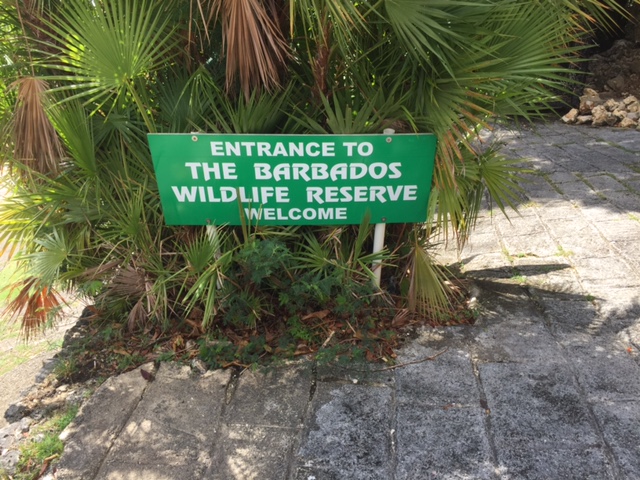 ENTRANCE TO
THE BARBADOS
WILDLIFE RESERVE
WELCOME